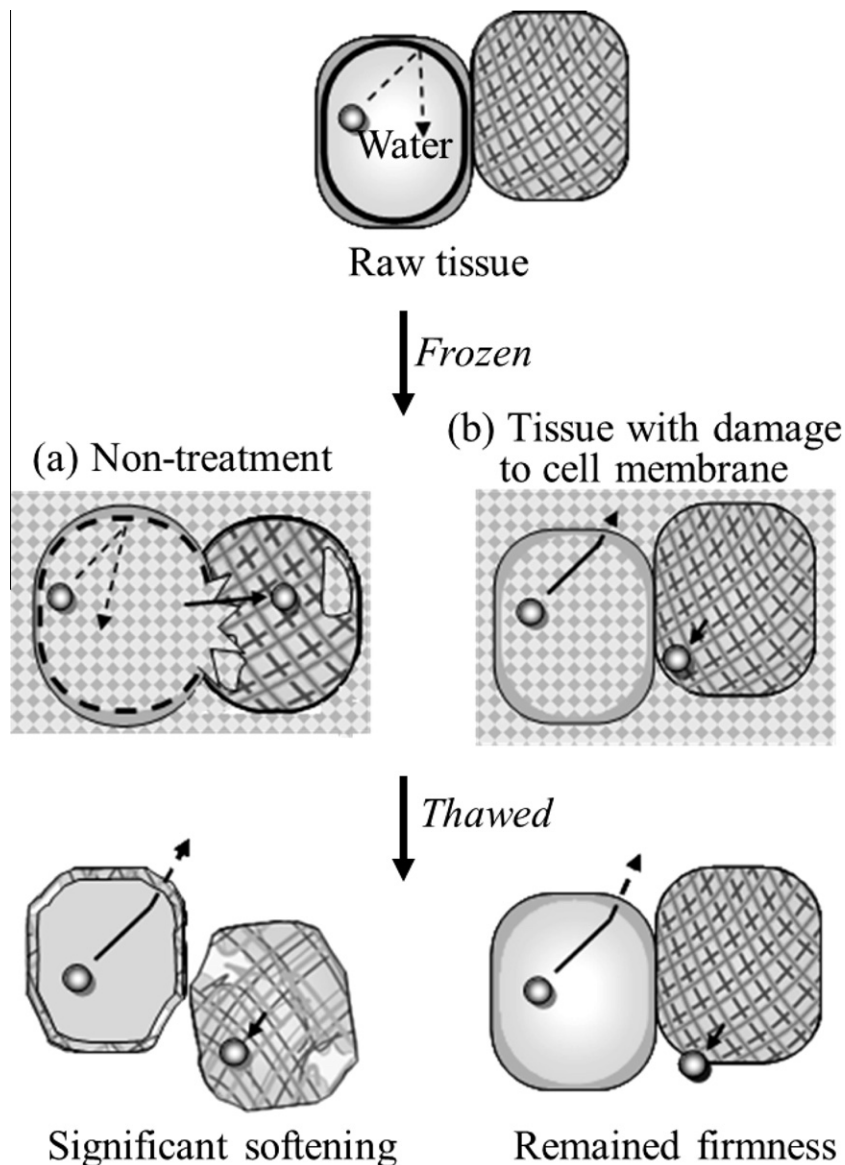 Water
Raw tissue
Frozen
(a) Non-treatment
(b) Tissue with damage
to cell membrane
Thawed
Significant softening
Remained firmness